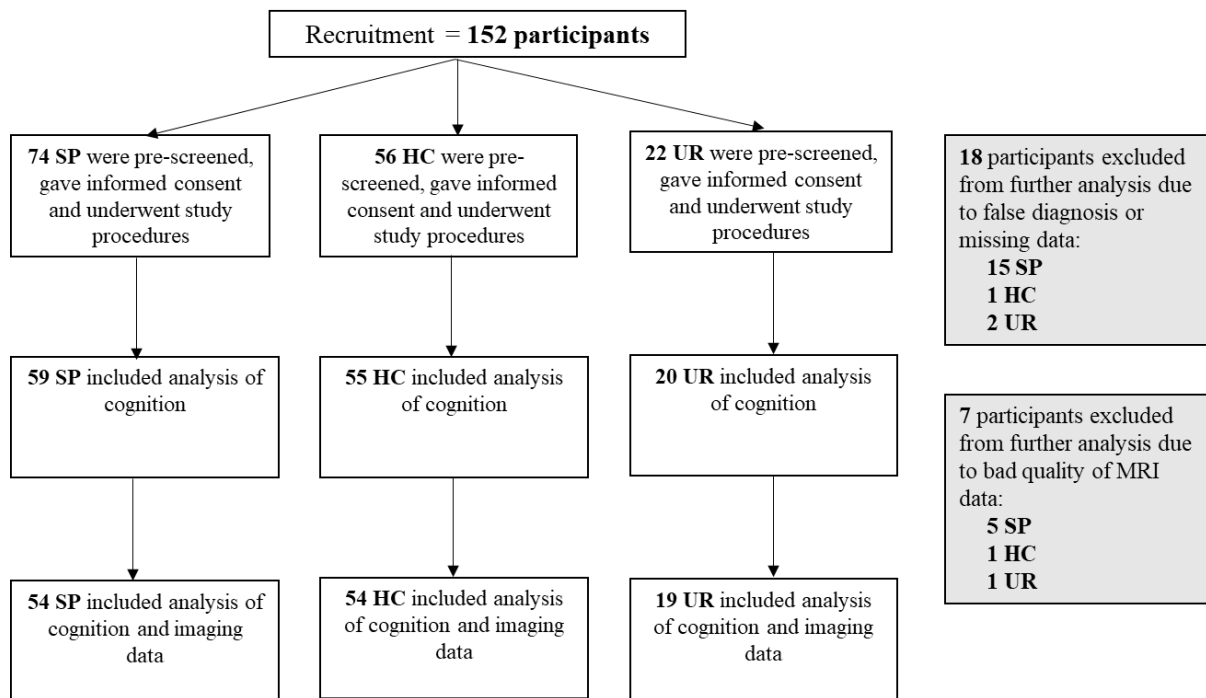 Recruitment = 152 participants
74 SP were pre-screened,
gave informed consent
and underwent study
procedures
56 HC were pre-
screened, gave informed
consent and underwent
study procedures
22 UR were pre-screened,
gave informed consent
and underwent study
procedures
18 participants excluded
from further analysis due
to false diagnosis or
missing data:
15 SP
1 HC
2 UR
59 SP included analysis of
cognition
55 HC included analysis
of cognition
20 UR included analysis
of cognition
7 participants excluded
from further analysis due
to bad quality of MRI
data:
5 SP
1 HC
1 UR
54 SP included analysis of
cognition and imaging
data
54 HC included analysis
of cognition and imaging
data
19 UR included analysis
of cognition and imaging
data